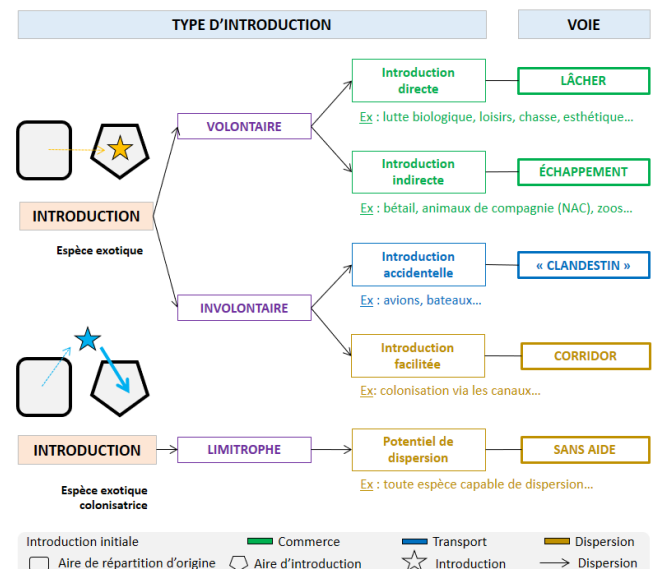 TYPE D’INTRODUCTION
VOIE
Introduction
directe
LÂCHER
Ex : lutte biologique, loisirs, chasse, esthétique...
VOLONTAIRE
Introduction
indirecte
ÉCHAPPEMENT
Ex : bétail, animaux de compagnie (NAC), zoos...
INTRODUCTION
Espèce exotique
Introduction
accidentelle
« CLANDESTIN »
Ex : avions, bateaux...
INVOLONTAIRE
Introduction
facilitée
CORRIDOR
Ex: colonisation via les canaux...
INTRODUCTION
LIMITROPHE
Potentiel de
dispersion
SANS AIDE
Ex : toute espèce capable de dispersion...
Espèce exotique
colonisatrice
Introduction initiale
Commerce
Transport
Dispersion
Aire de répartition d’origine
Aire d’introduction
Introduction
Dispersion